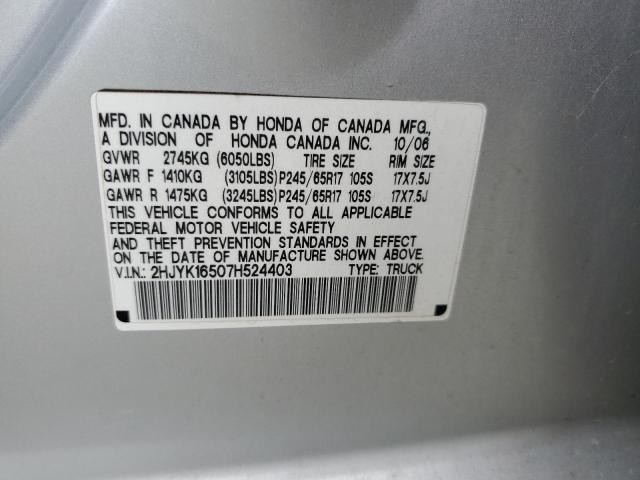 MFD. IN CANADA BY HONDA OF CANADA MFG.,
A DIVISION OF HONDA CANADA INC. 10/06
GVWR 2745KG (6050LBS) TIRE SIZE RIM SIZE
GAWR F 1410KG (3105LBS) P245/65R17 105S 17X7.5J
GAWR R 1475KG (3245LBS) P245/65R17 105S 17X7.5J
THIS VEHICLE CONFORMS TO ALL APPLICABLE
FEDERAL MOTOR VEHICLE SAFETY
AND THEFT PREVENTION STANDARDS IN EFFECT
ON THE DATE OF MANUFACTURE SHOWN ABOVE.
V.I.N.: 2HJYK16507H524403 TYPE: TRUCK